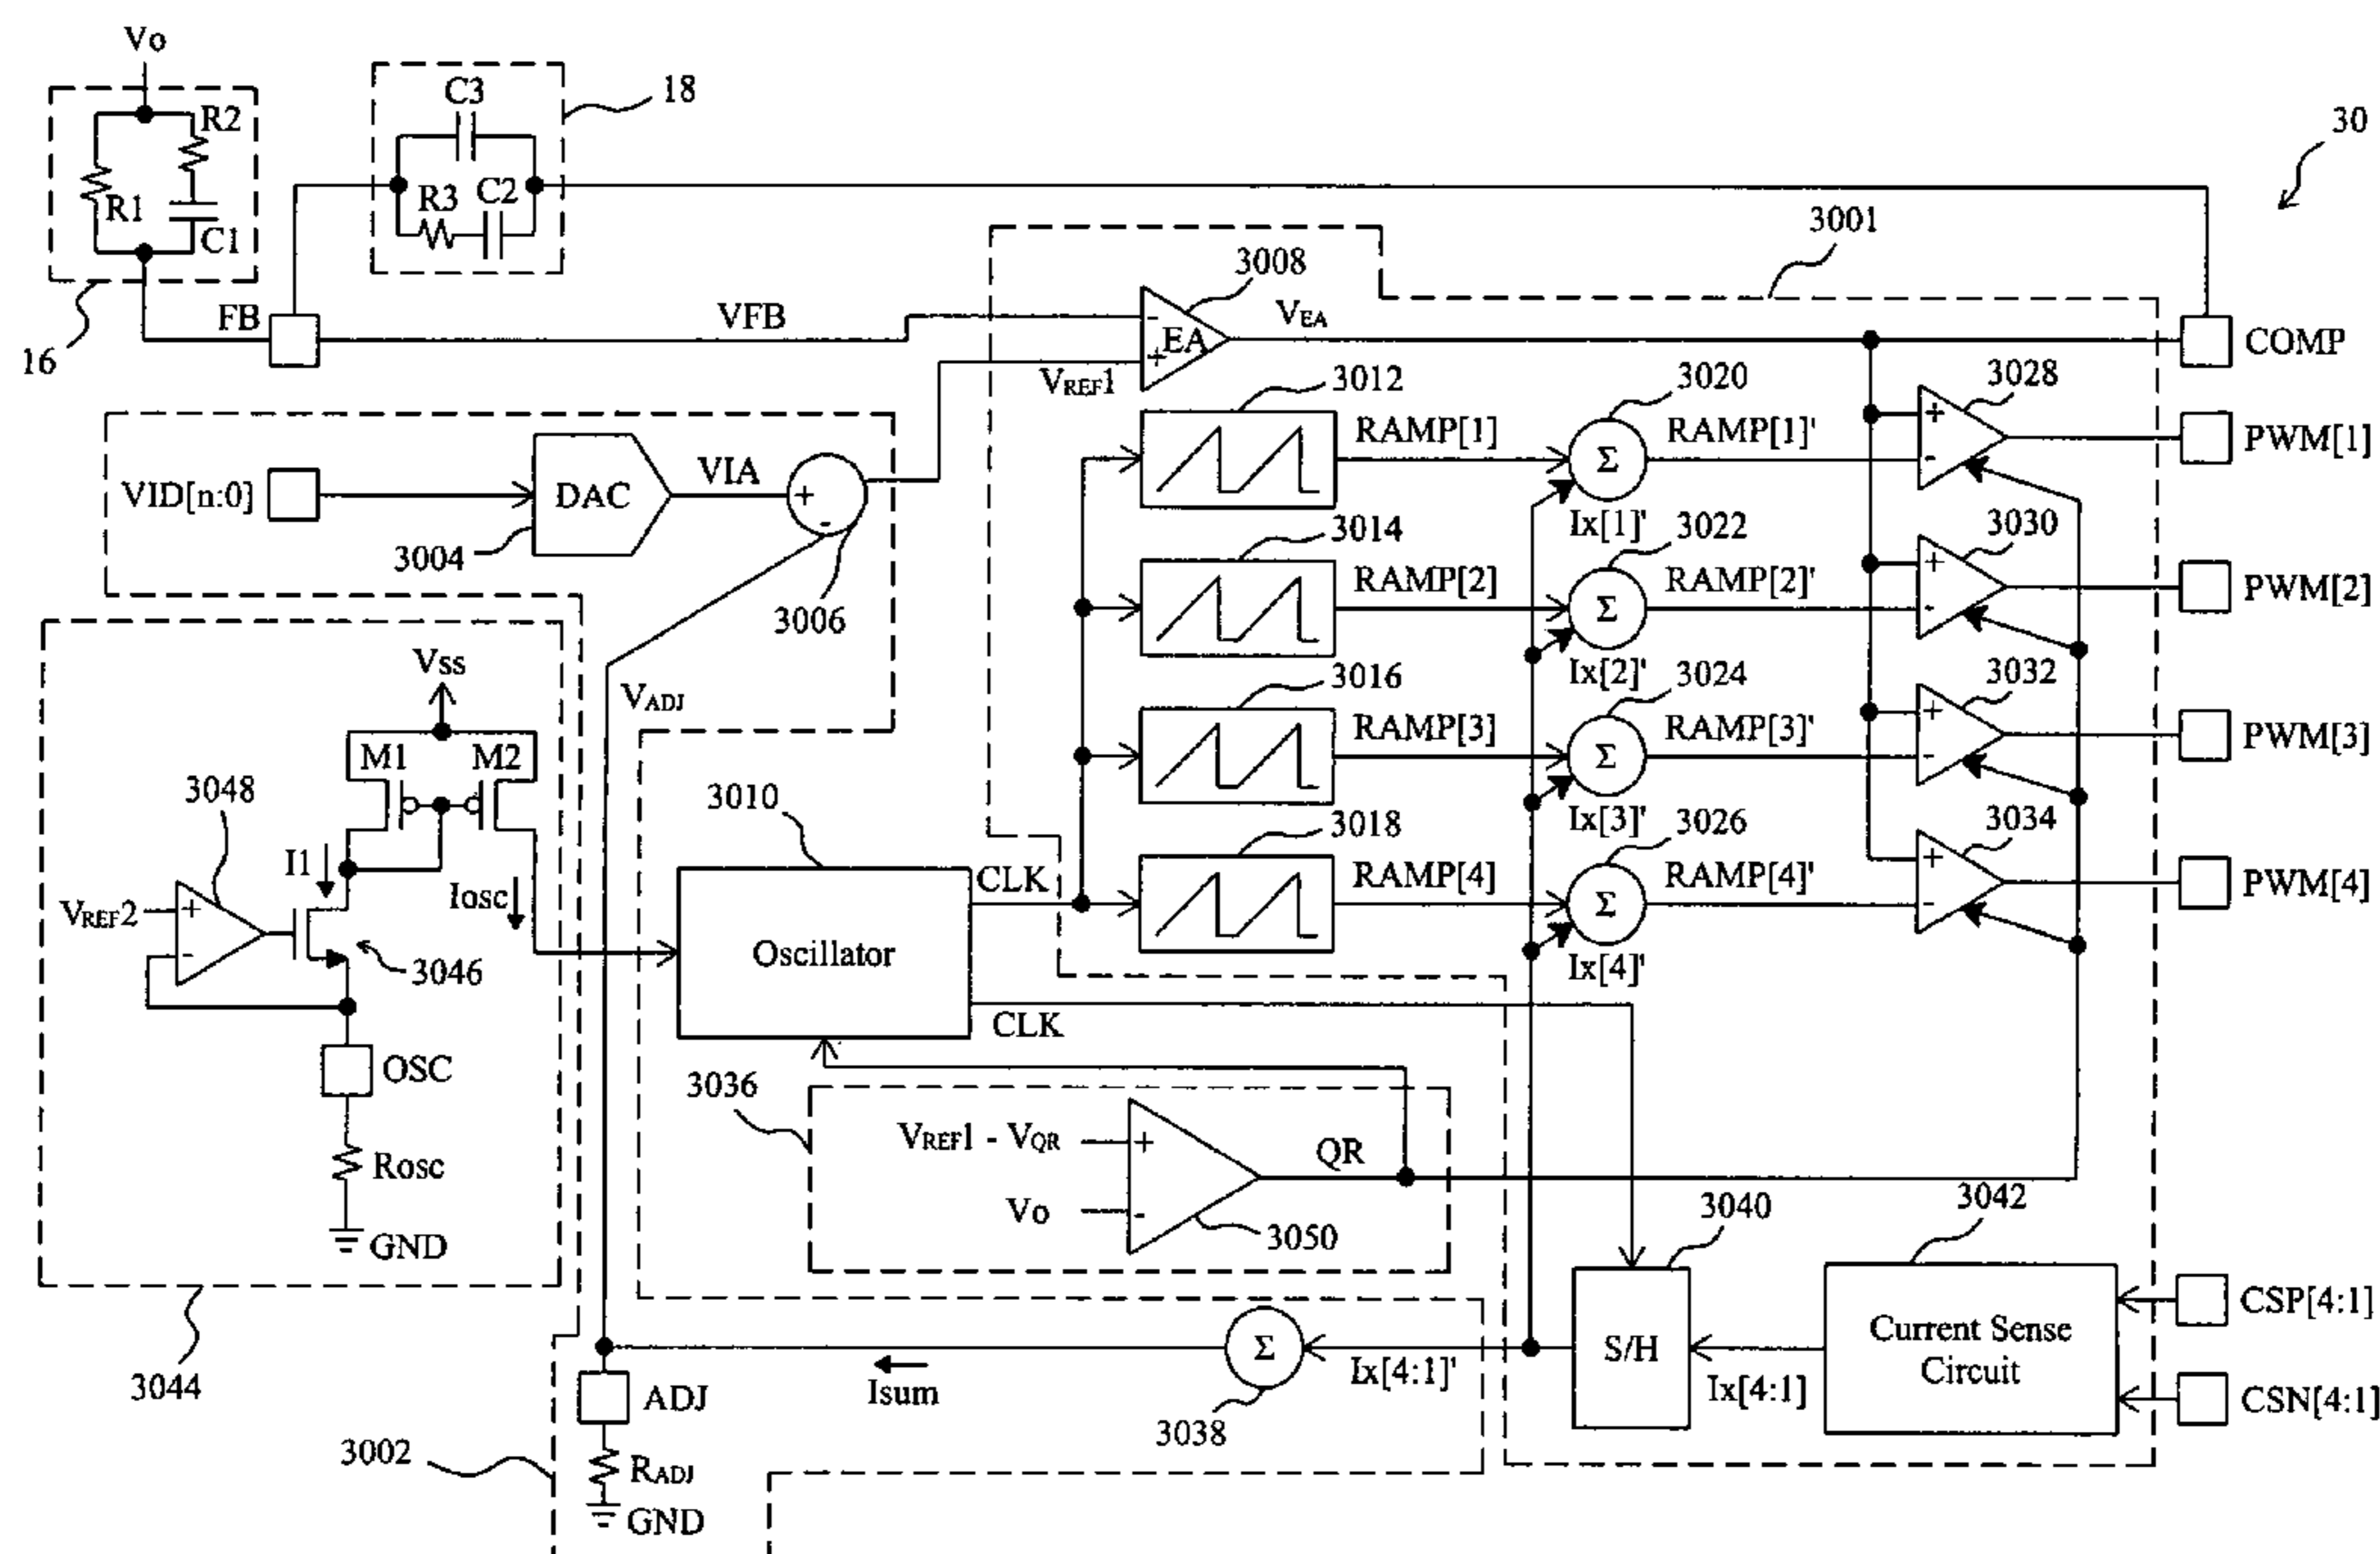 Vo
C3
18
R2
30
R1
R3
C2
C1
3001
3008
FB
VFB
VEA
EA
- 
+
16
COMP
VREF1
3012
3020
3028
RAMP[1]
Σ
RAMP[1]'
+
-
PWM[1]
VID[n:0]
DAC
VIA
+
-
Ix[1]'
3004
3014
3022
3030
RAMP[2]
Σ
RAMP[2]'
+
-
PWM[2]
3006
Ix[2]'
Vss
3016
3024
3032
VADJ
RAMP[3]
Σ
RAMP[3]'
+
-
PWM[3]
M1
M2
3048
3010
Ix[3]'
3018
3026
3034
I1
Iosc
CLK
RAMP[4]
Σ
RAMP[4]'
+
-
PWM[4]
VREF2
+
-
Oscillator
3046
Ix[4]'
CLK
OSC
3036
VREF1 - VQR
+
QR
Rosc
Vo
-
3050
3040
3042
GND
CSP[4:1]
Σ
S/H
Current Sense
Circuit
3044
ADJ
Isum
Ix[4:1]'
Ix[4:1]
CSN[4:1]
3038
3002
RADJ
GND